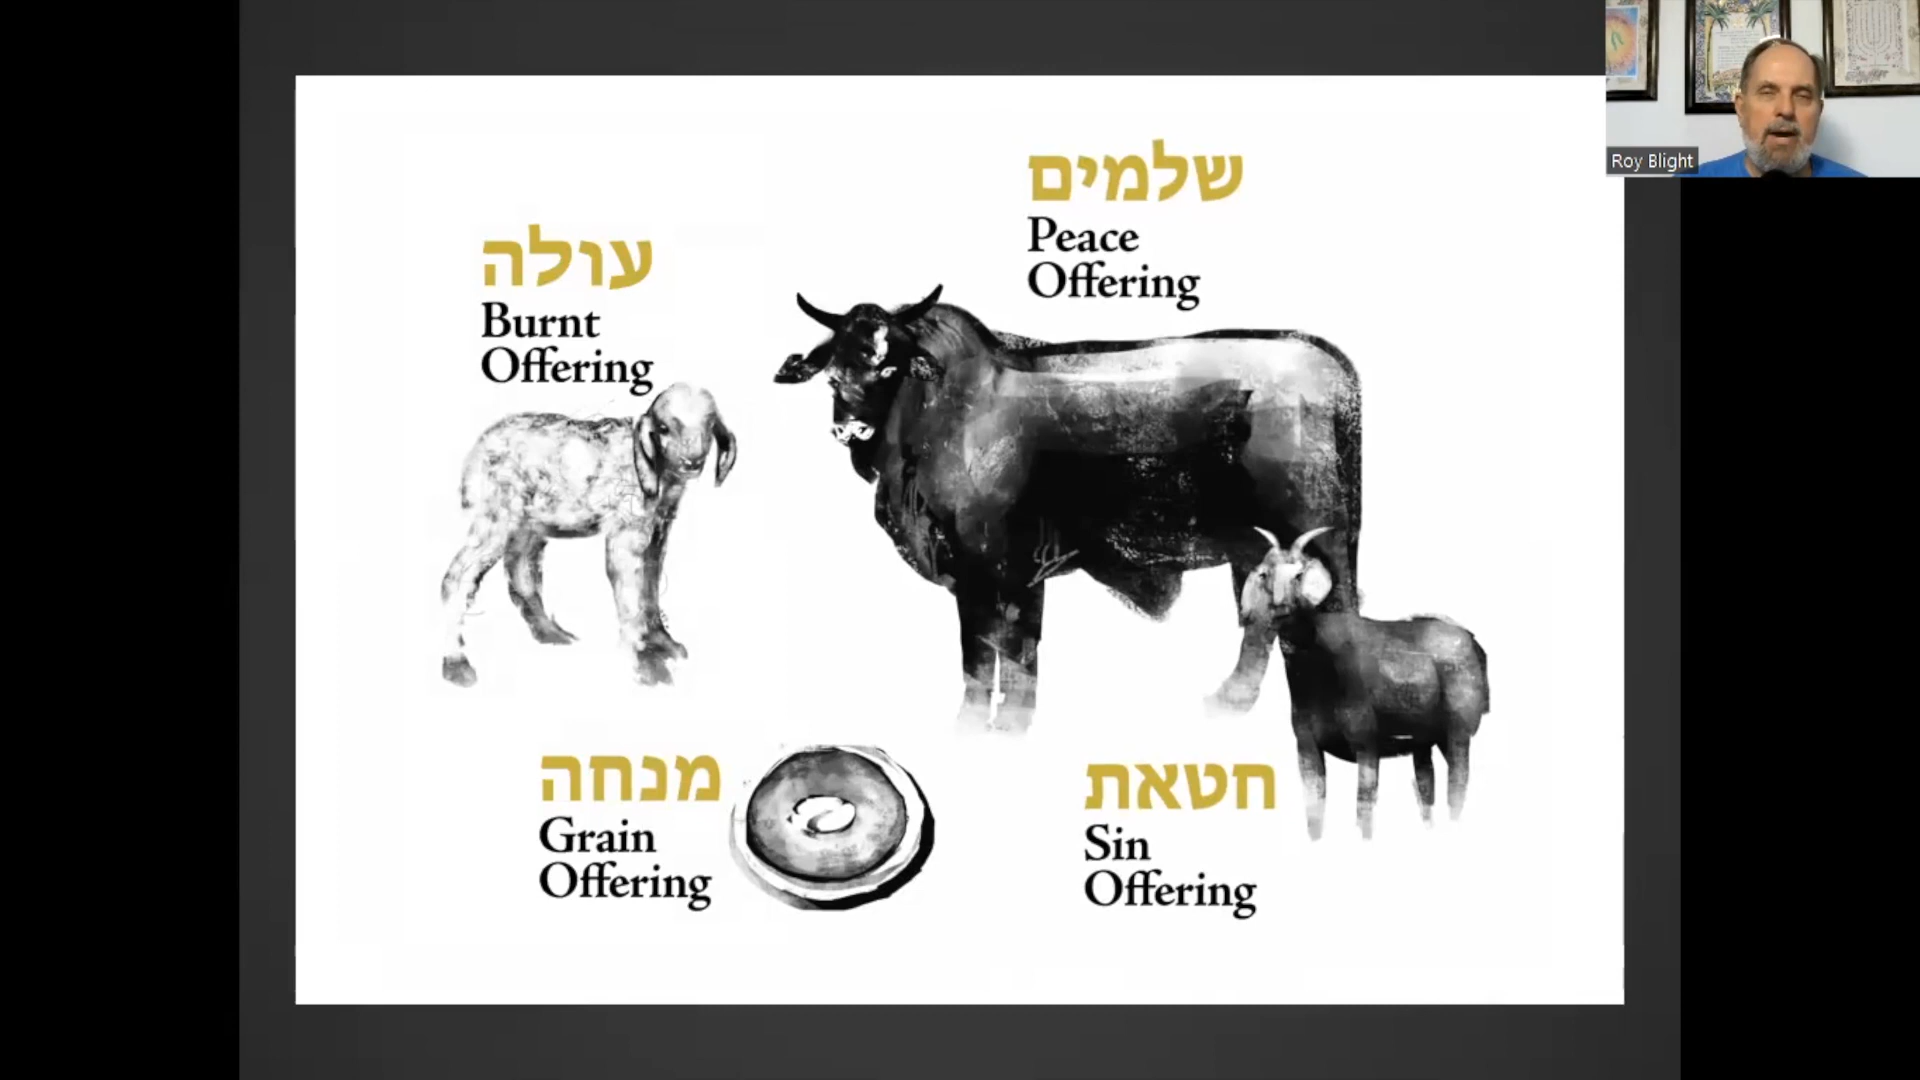 שלמים
Peace
Offering
עולה
Burnt
Offering
מנחה
Grain
Offering
חטאת
Sin
Offering
Roy Blight